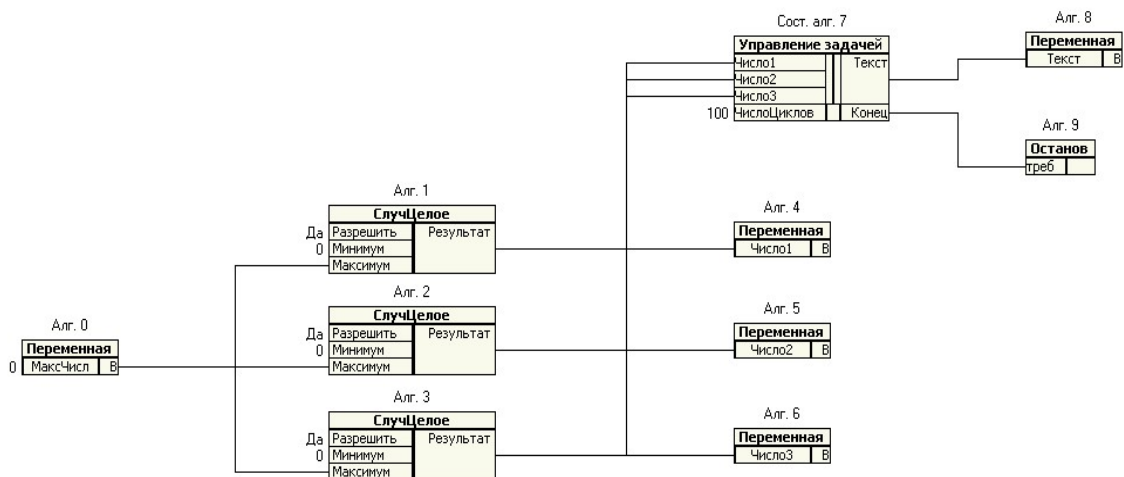 Сост. алг. 7
Управление задачей
Число1 Текст
Число2
Число3
100 ЧислоЦиклов Конец
Алг. 8
Переменная
Текст В
Алг. 9
Останов
треб
Алг. 1
СлучЦелое
Да Разрешить Результат
0 Минимум
Максимум
Алг. 4
Переменная
Число1 В
Алг. 2
СлучЦелое
Да Разрешить Результат
0 Минимум
Максимум
Алг. 5
Переменная
Число2 В
Алг. 0
Переменная
0 МаксЧисл В
Алг. 3
СлучЦелое
Да Разрешить Результат
0 Минимум
Максимум
Алг. 6
Переменная
Число3 В